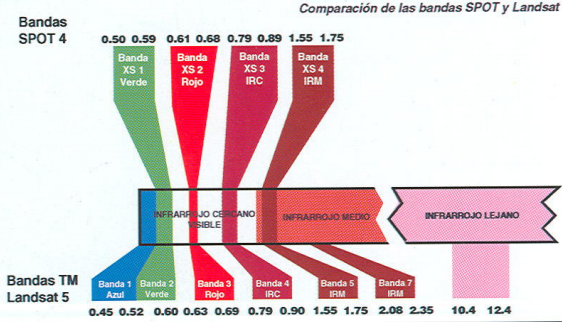 Comparación de las bandas SPOT y Landsat
Bandas
SPOT 4
0.50 0.59 0.61 0.68 0.79 0.89 1.55 1.75
Banda
XS 1
Verde
Banda
XS 2
Rojo
Banda
XS 3
IRC
Banda
XS 4
IRM
INFRARROJO CERCANO
VISIBLE
INFRARROJO MEDIO
INFRARROJO LEJANO
Bandas TM
Landsat 5
Banda 1
Azul
Banda 2
Verde
Banda 3
Rojo
Banda 4
IRC
Banda 5
IRM
Banda 7
IRM
0.45 0.52 0.60 0.63 0.69 0.79 0.90 1.55 1.75 2.08 2.35 10.4 12.4